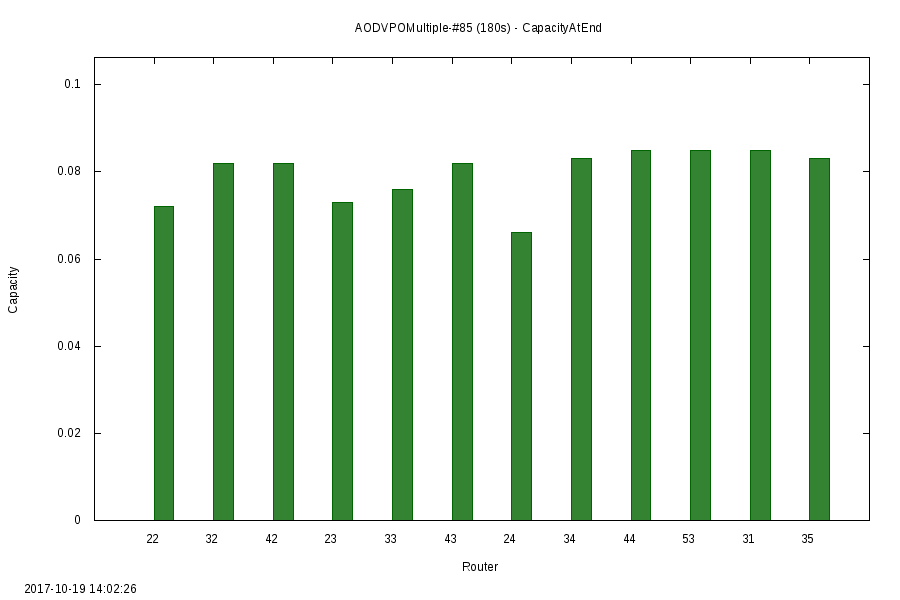 AODVPOMultiple-#85 (180s) - CapacityAtEnd
0.1
0.08
0.06
0.04
0.02
0
Capacity
22 32 42 23 33 43 24 34 44 53 31 35
Router
2017-10-19 14:02:26